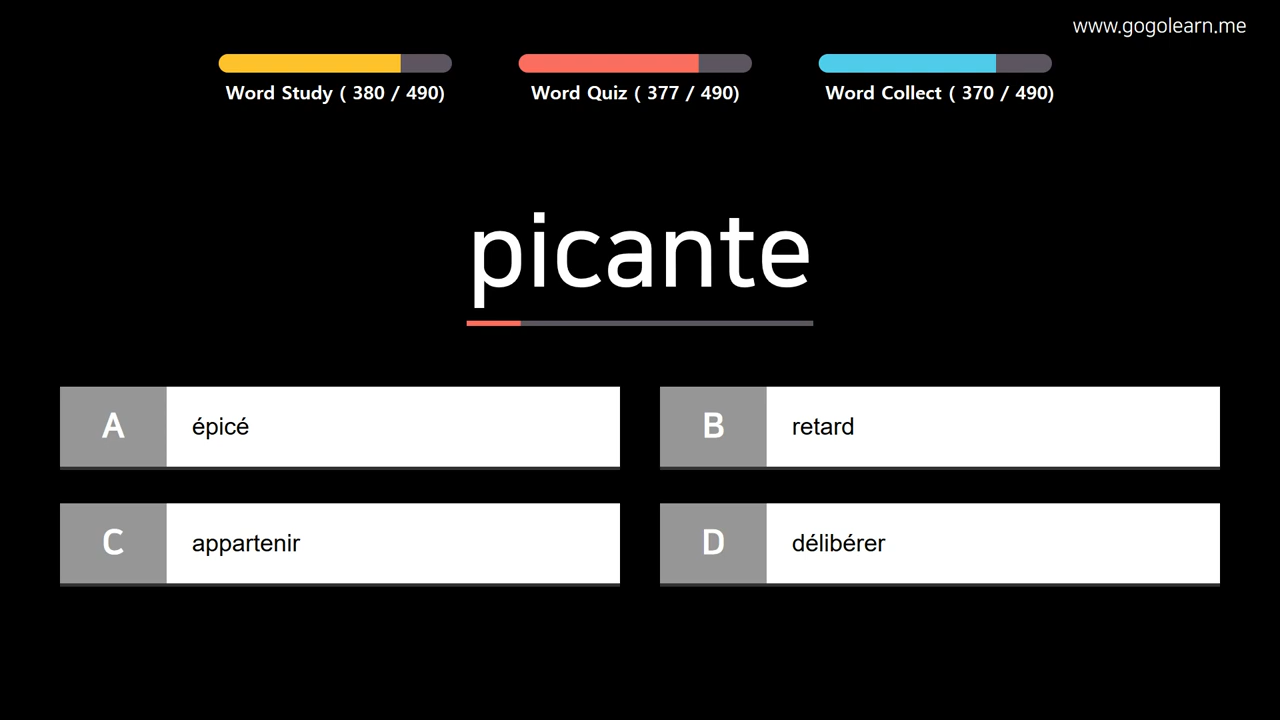 www.gogolearn.me
Word Study ( 380 / 490)
Word Quiz ( 377 / 490)
Word Collect ( 370 / 490)
picante
A épicé
B retard
C appartenir
D délibérer